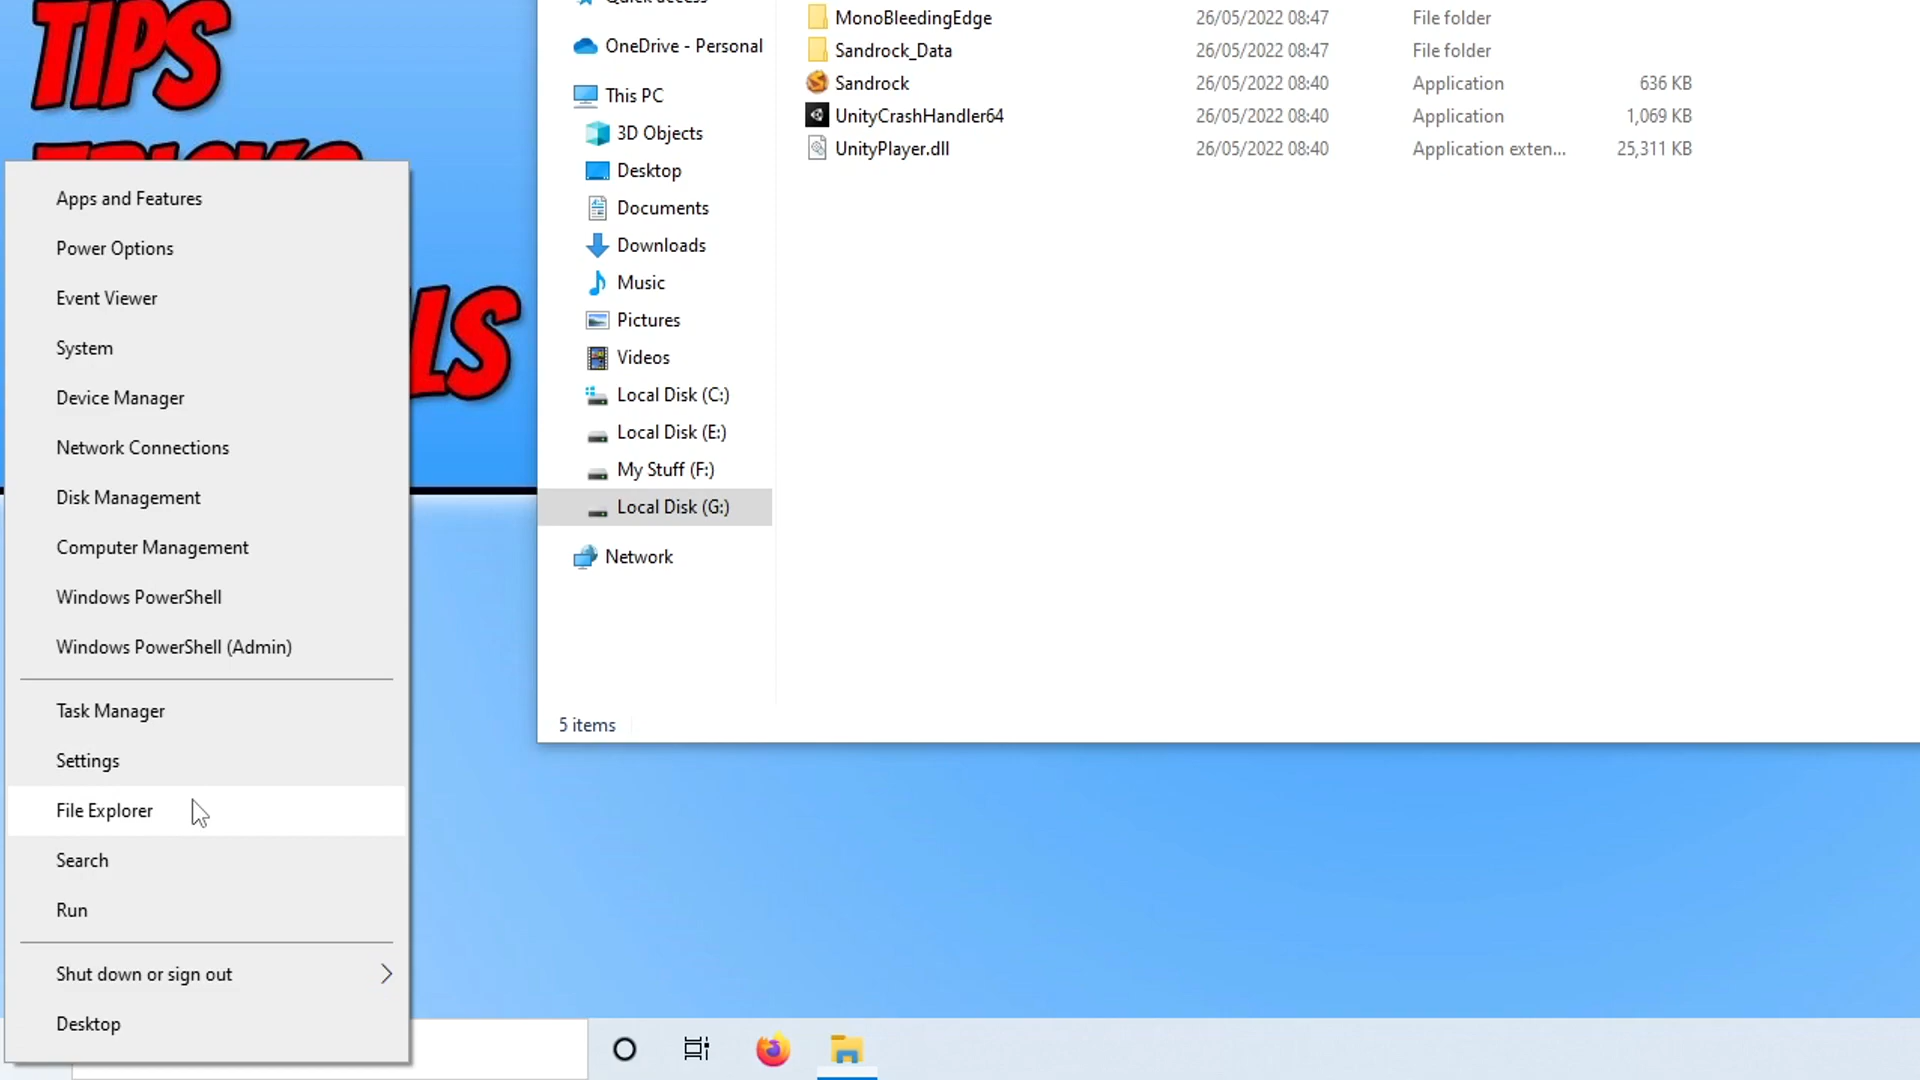 TIPS
Apps and Features
Power Options
Event Viewer
System
Device Manager
Network Connections
Disk Management
Computer Management
Windows PowerShell
Windows PowerShell (Admin)
Task Manager
Settings
File Explorer
Search
Run
Shut down or sign out
Desktop
Quick access
OneDrive - Personal
This PC
3D Objects
Desktop
Documents
Downloads
Music
Pictures
Videos
Local Disk (C:)
Local Disk (E:)
My Stuff (F:)
Local Disk (G:)
Network
MonoBleedingEdge 26/05/2022 08:47 File folder
Sandrock_Data 26/05/2022 08:47 File folder
Sandrock 26/05/2022 08:40 Application 636 KB
UnityCrashHandler64 26/05/2022 08:40 Application 1,069 KB
UnityPlayer.dll 26/05/2022 08:40 Application exten... 25,311 KB
5 items